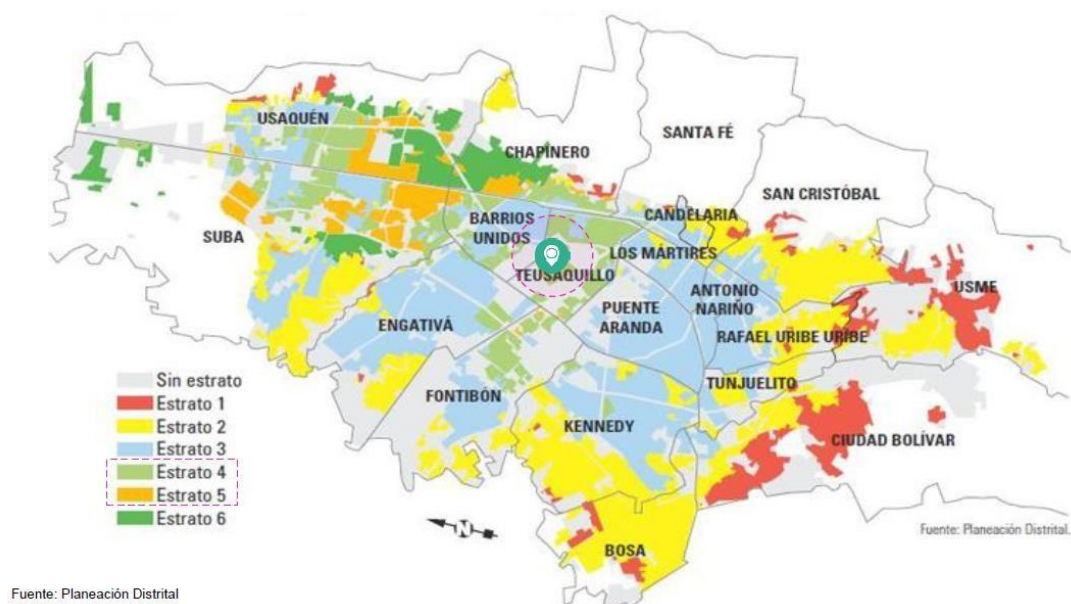 USAQUÉN
SANTA FÉ
CHAPINERO
SAN CRISTÓBAL
BARRIOS
UNIDOS
CANDELARIA
SUBA
LOS MÁRTIRES
TEUSAQUILLO
USME
ANTONIO
NARIÑO
PUENTE
ARANDA
ENGATIVÁ
RAFAEL URIBE URIBE
TUNJUELITO
FONTIBÓN
KENNEDY
CIUDAD BOLÍVAR
BOSA
Sin estrato
Estrato 1
Estrato 2
Estrato 3
Estrato 4
Estrato 5
Estrato 6
N
Fuente: Planeación Distrital.
Fuente: Planeación Distrital